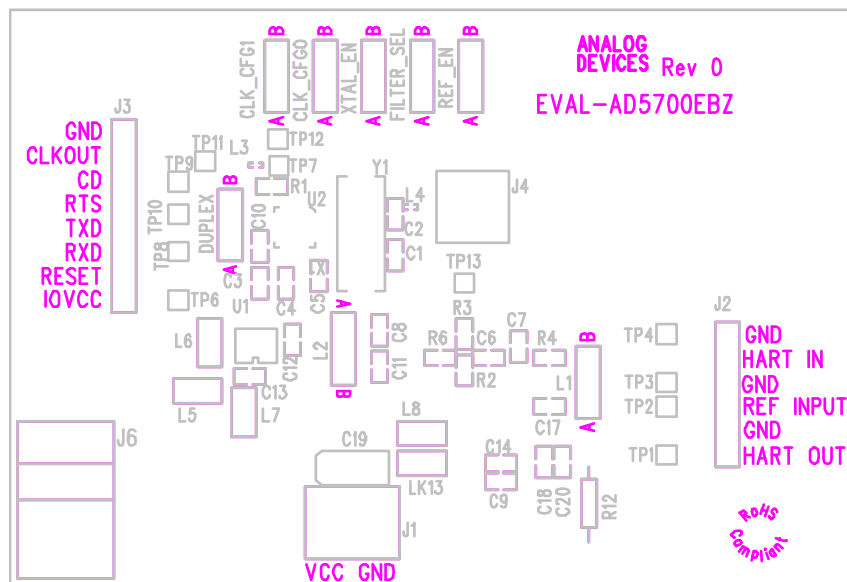 B B B B B
CLK_CFG1
CLK_CFG0
XTAL_EN
FILTER_SEL
REF_EN
A A A A A
ANALOG
DEVICES Rev 0
EVAL-AD5700EBZ
J3
GND
CLKOUT
CD
RTS
TXD
RXD
RESET
IOVCC
TP11
TP9
TP10
TP8
TP6
L3
TP12
TP7
R1
U2
Y1
L4
C2
C1
J4
B
DUPLEX
A
C10
C3
C4
C5
U1
TP13
A
L2
B
L6
L5
L7
C12
C13
C8
C11
R3
R6
C6
R2
C7
R4
B
L1
A
C17
TP4
TP3
TP2
TP1
J2
GND
HART IN
GND
REF INPUT
GND
HART OUT
J6
C19
L8
LK13
J1
VCC GND
C14
C9
C18
C20
R12
RoHS
Compliant